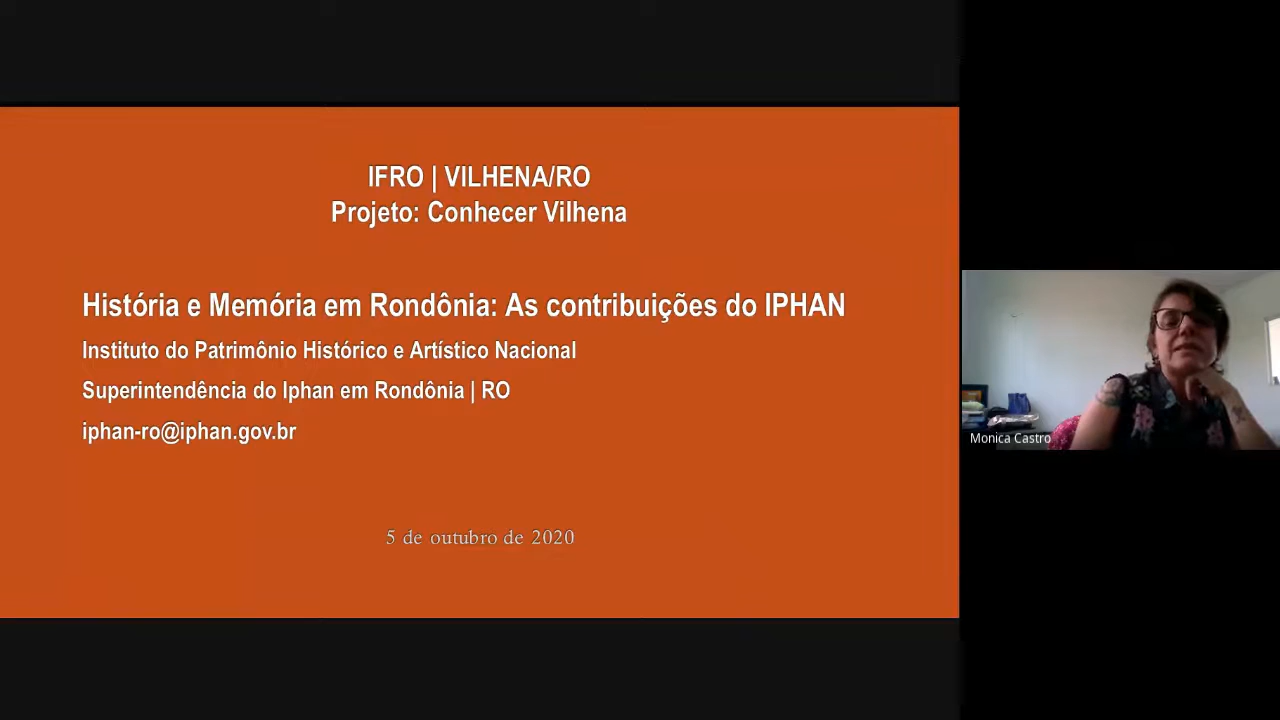 IFRO | VILHENA/RO
Projeto: Conhecer Vilhena
História e Memória em Rondônia: As contribuições do IPHAN
Instituto do Patrimônio Histórico e Artístico Nacional
Superintendência do Iphan em Rondônia | RO
iphan-ro@iphan.gov.br
5 de outubro de 2020
Monica Castro